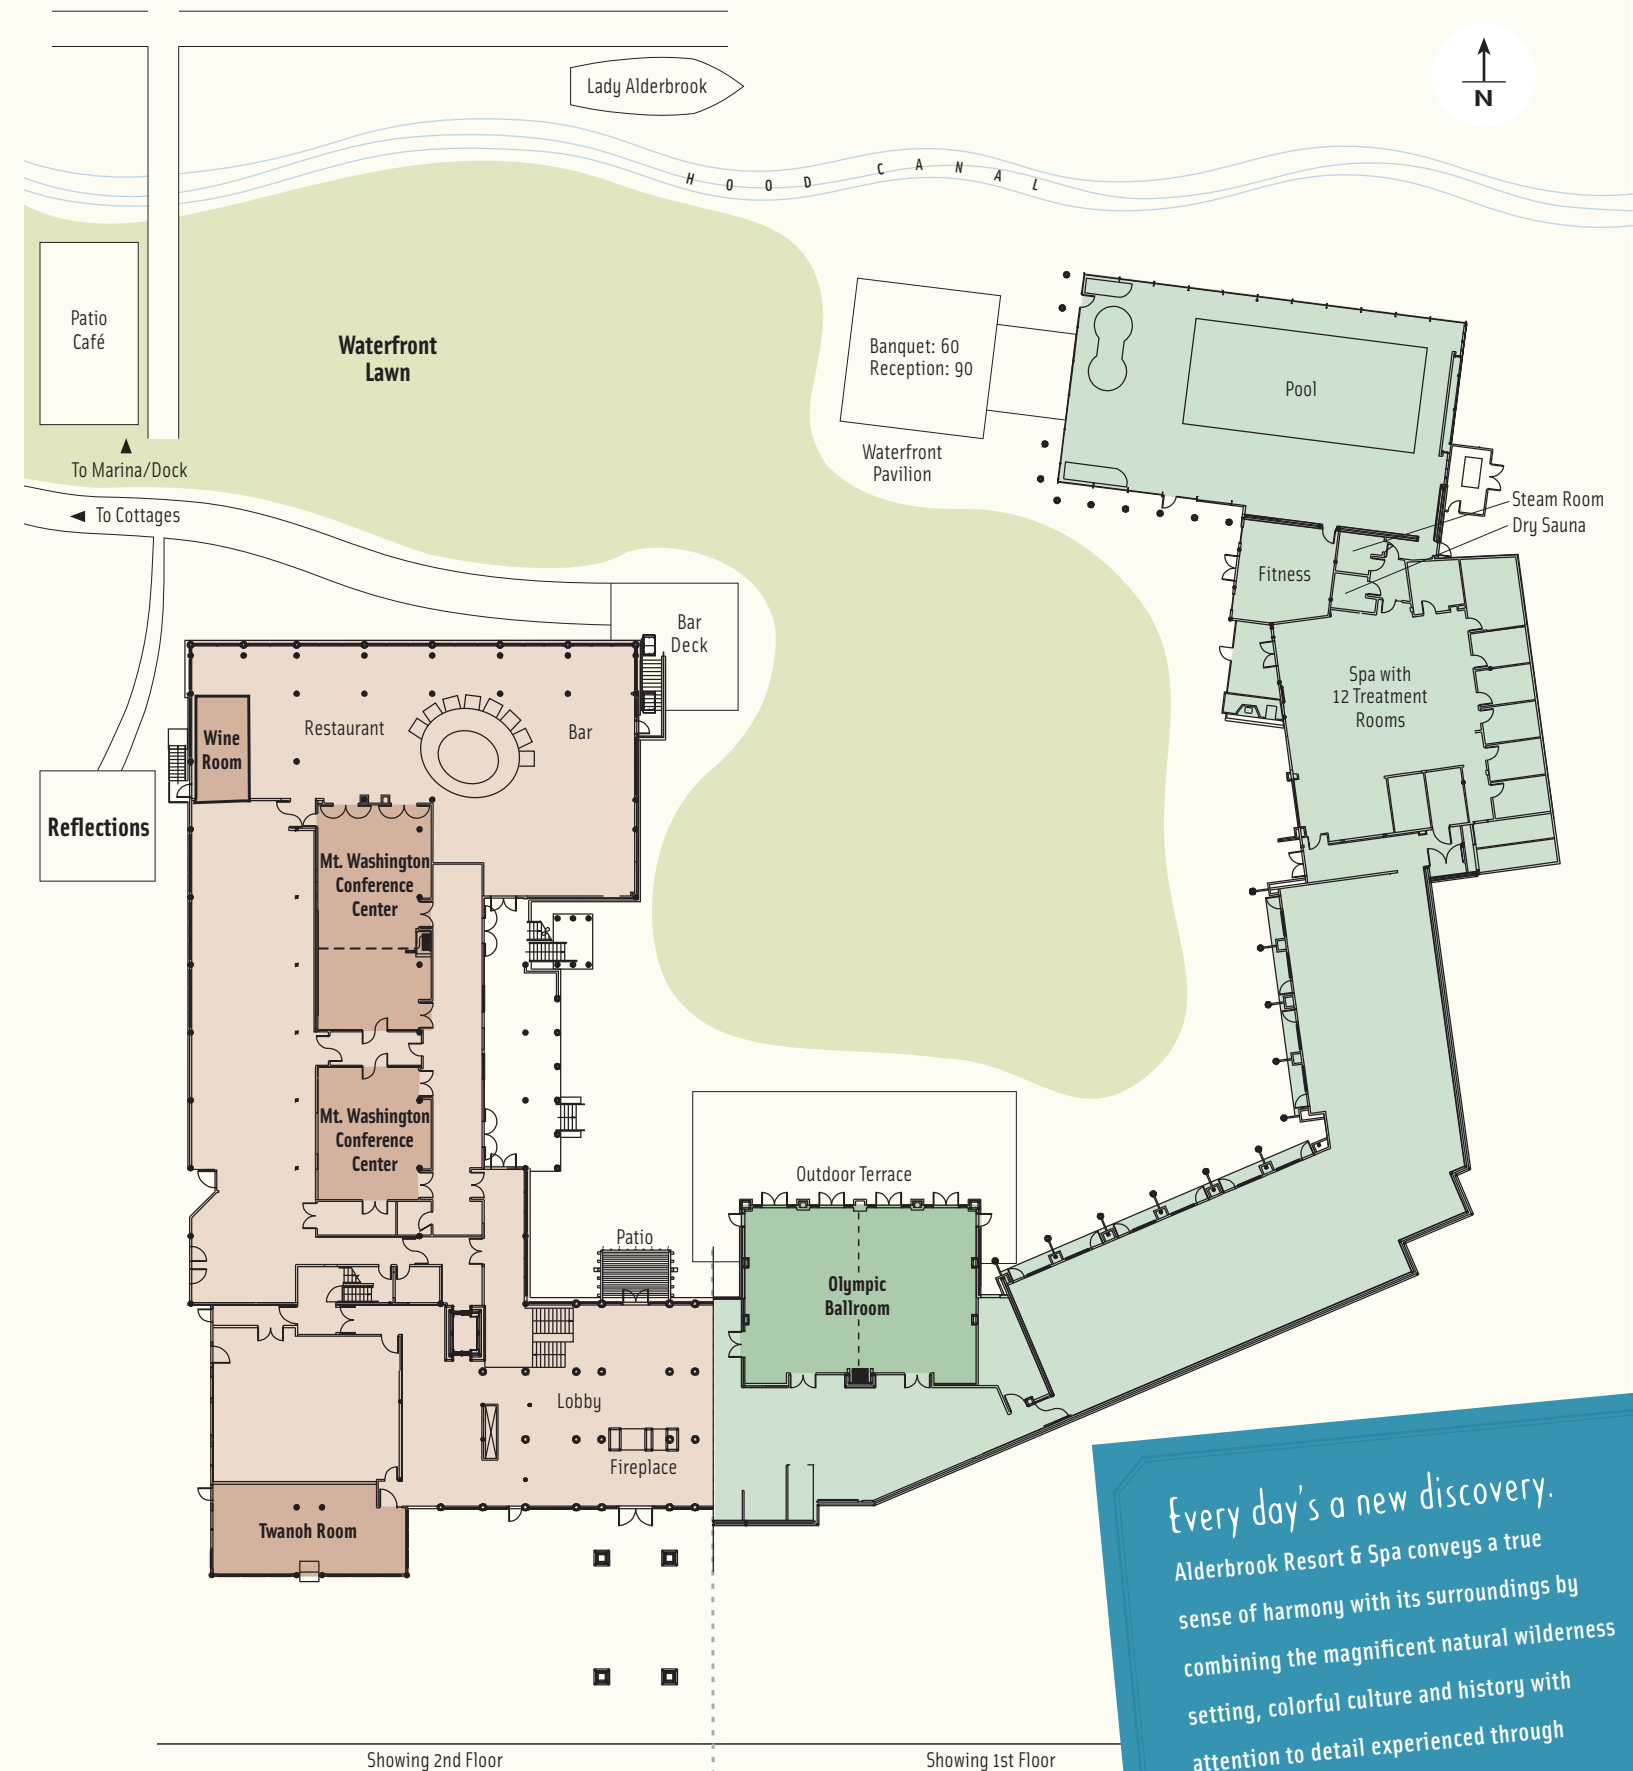 Lady Alderbrook
N
HOOD CANAL
Patio
Café
Waterfront
Lawn
Banquet: 60
Reception: 90
Pool
Waterfront
Pavilion
To Marina/Dock
To Cottages
Steam Room
Dry Sauna
Fitness
Bar
Deck
Spa with
12 Treatment
Rooms
Restaurant
Bar
Wine
Room
Reflections
Mt. Washington
Conference
Center
Mt. Washington
Conference
Center
Outdoor Terrace
Patio
Olympic
Ballroom
Lobby
Fireplace
Twanoh Room
Every day's a new discovery.
Alderbrook Resort & Spa conveys a true
sense of harmony with its surroundings by
combining the magnificent natural wilderness
setting, colorful culture and history with
attention to detail experienced through
Showing 2nd Floor
Showing 1st Floor